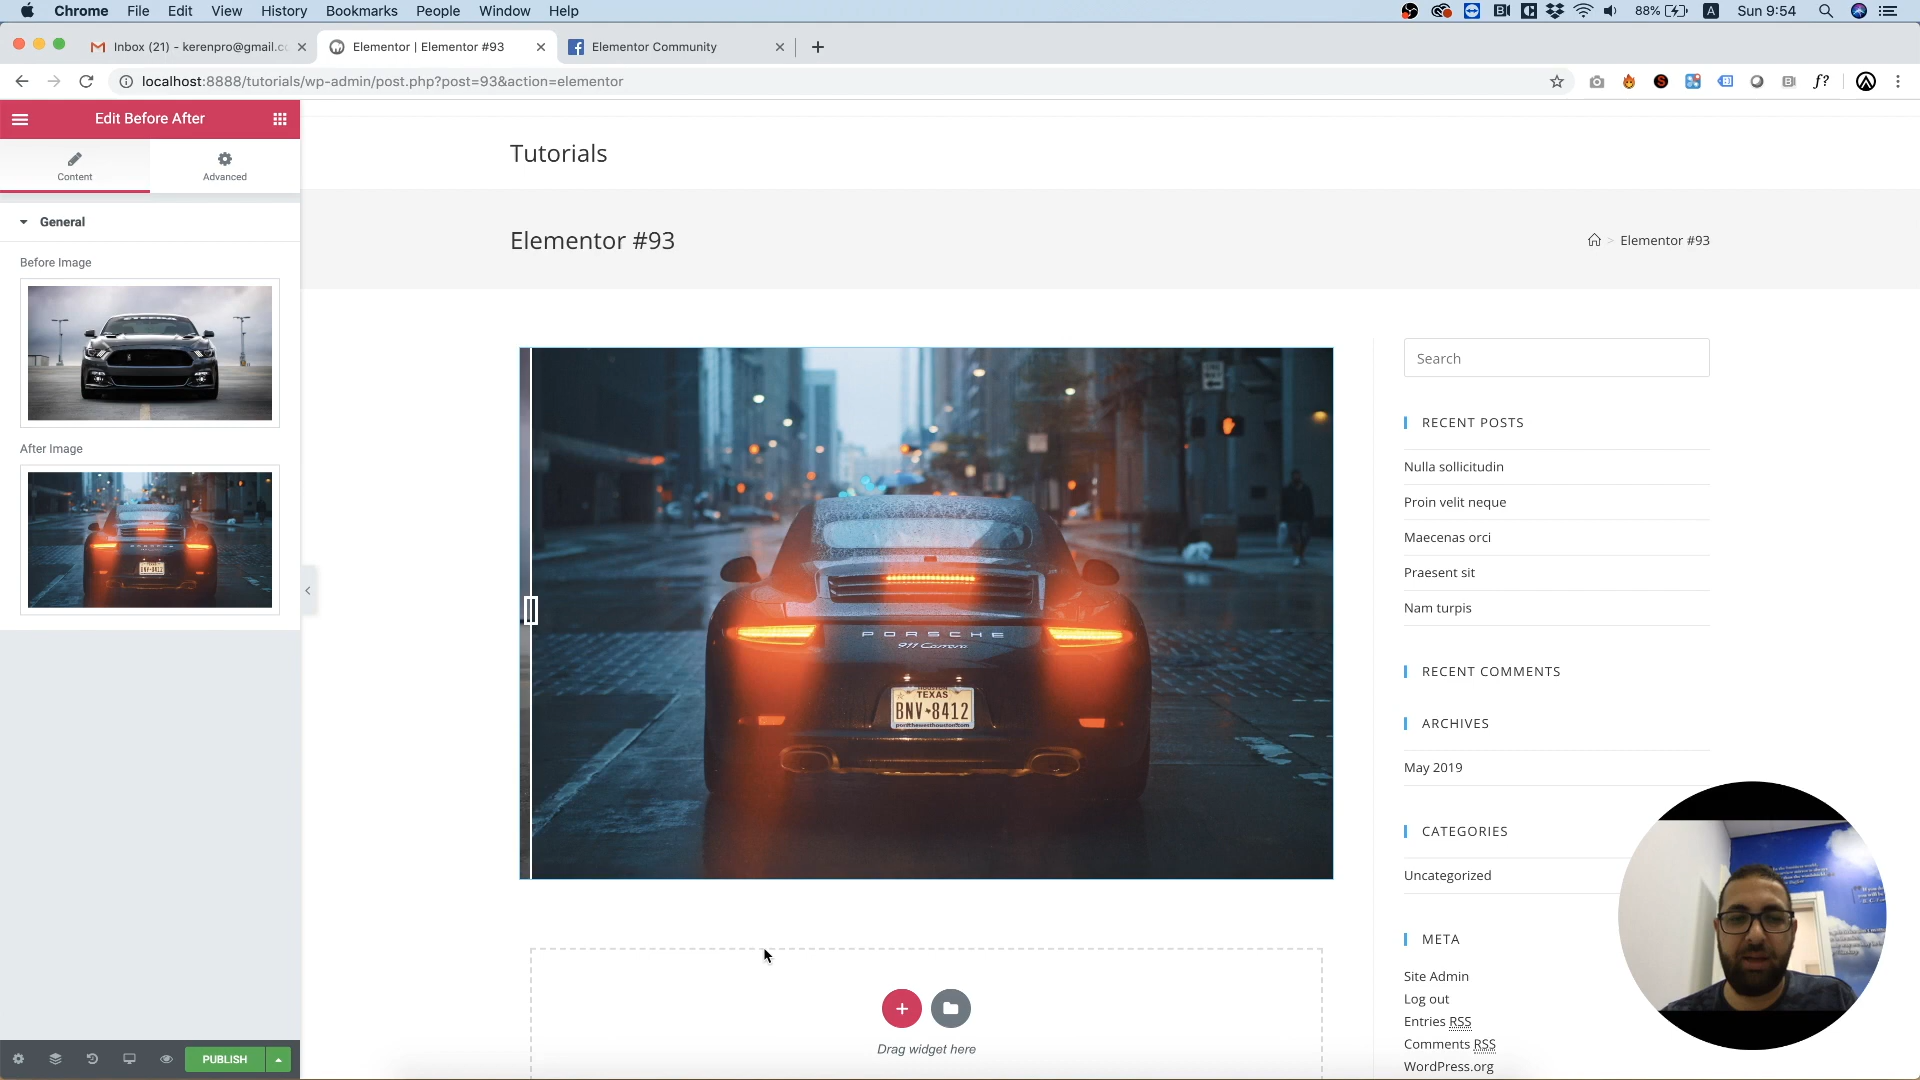 Chrome File Edit View History Bookmarks People Window Help
88% A Sun 9:54
Inbox (21) - kerenpro@gmail.c
Elementor | Elementor #93
Elementor Community
localhost:8888/tutorials/wp-admin/post.php?post=93&action=elementor
f?
Edit Before After
Content
Advanced
General
Before Image
After Image
PUBLISH
Tutorials
Elementor #93
> Elementor #93
PORSCHE
911 Carrera
HOUSTON
TEXAS
BNV 8412
Drag widget here
Search
RECENT POSTS
Nulla sollicitudin
Proin velit neque
Maecenas orci
Praesent sit
Nam turpis
RECENT COMMENTS
ARCHIVES
May 2019
CATEGORIES
Uncategorized
META
Site Admin
Log out
Entries RSS
Comments RSS
WordPress.org